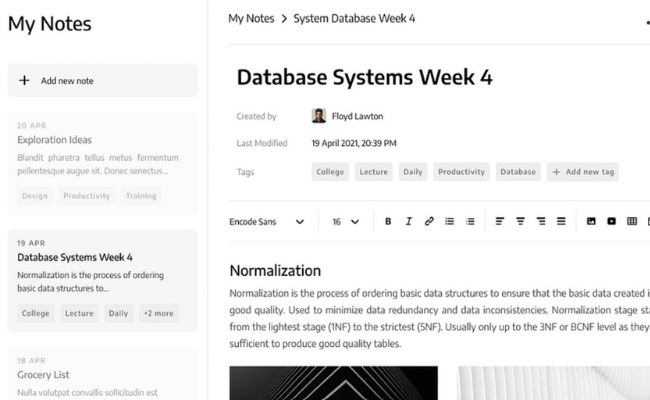 My Notes
Add new note
20 APR
Exploration Ideas
Blandit pharetra tellus metus fermentum
pellentesque augue sit. Donec senectus...
Design Productivity Training
19 APR
Database Systems Week 4
Normalization is the process of ordering
basic data structures to...
College Lecture Daily +2 more
18 APR
Grocery List
Nulla volutpat convallis sollicitudin est
My Notes > System Database Week 4
Database Systems Week 4
Created by Floyd Lawton
Last Modified 19 April 2021, 20:39 PM
Tags College Lecture Daily Productivity Database + Add new tag
Encode Sans 16 B I
Normalization
Normalization is the process of ordering basic data structures to ensure that the basic data created i
good quality. Used to minimize data redundancy and data inconsistencies. Normalization stage sta
from the lightest stage (1NF) to the strictest (5NF). Usually only up to the 3NF or BCNF level as they
sufficient to produce good quality tables.